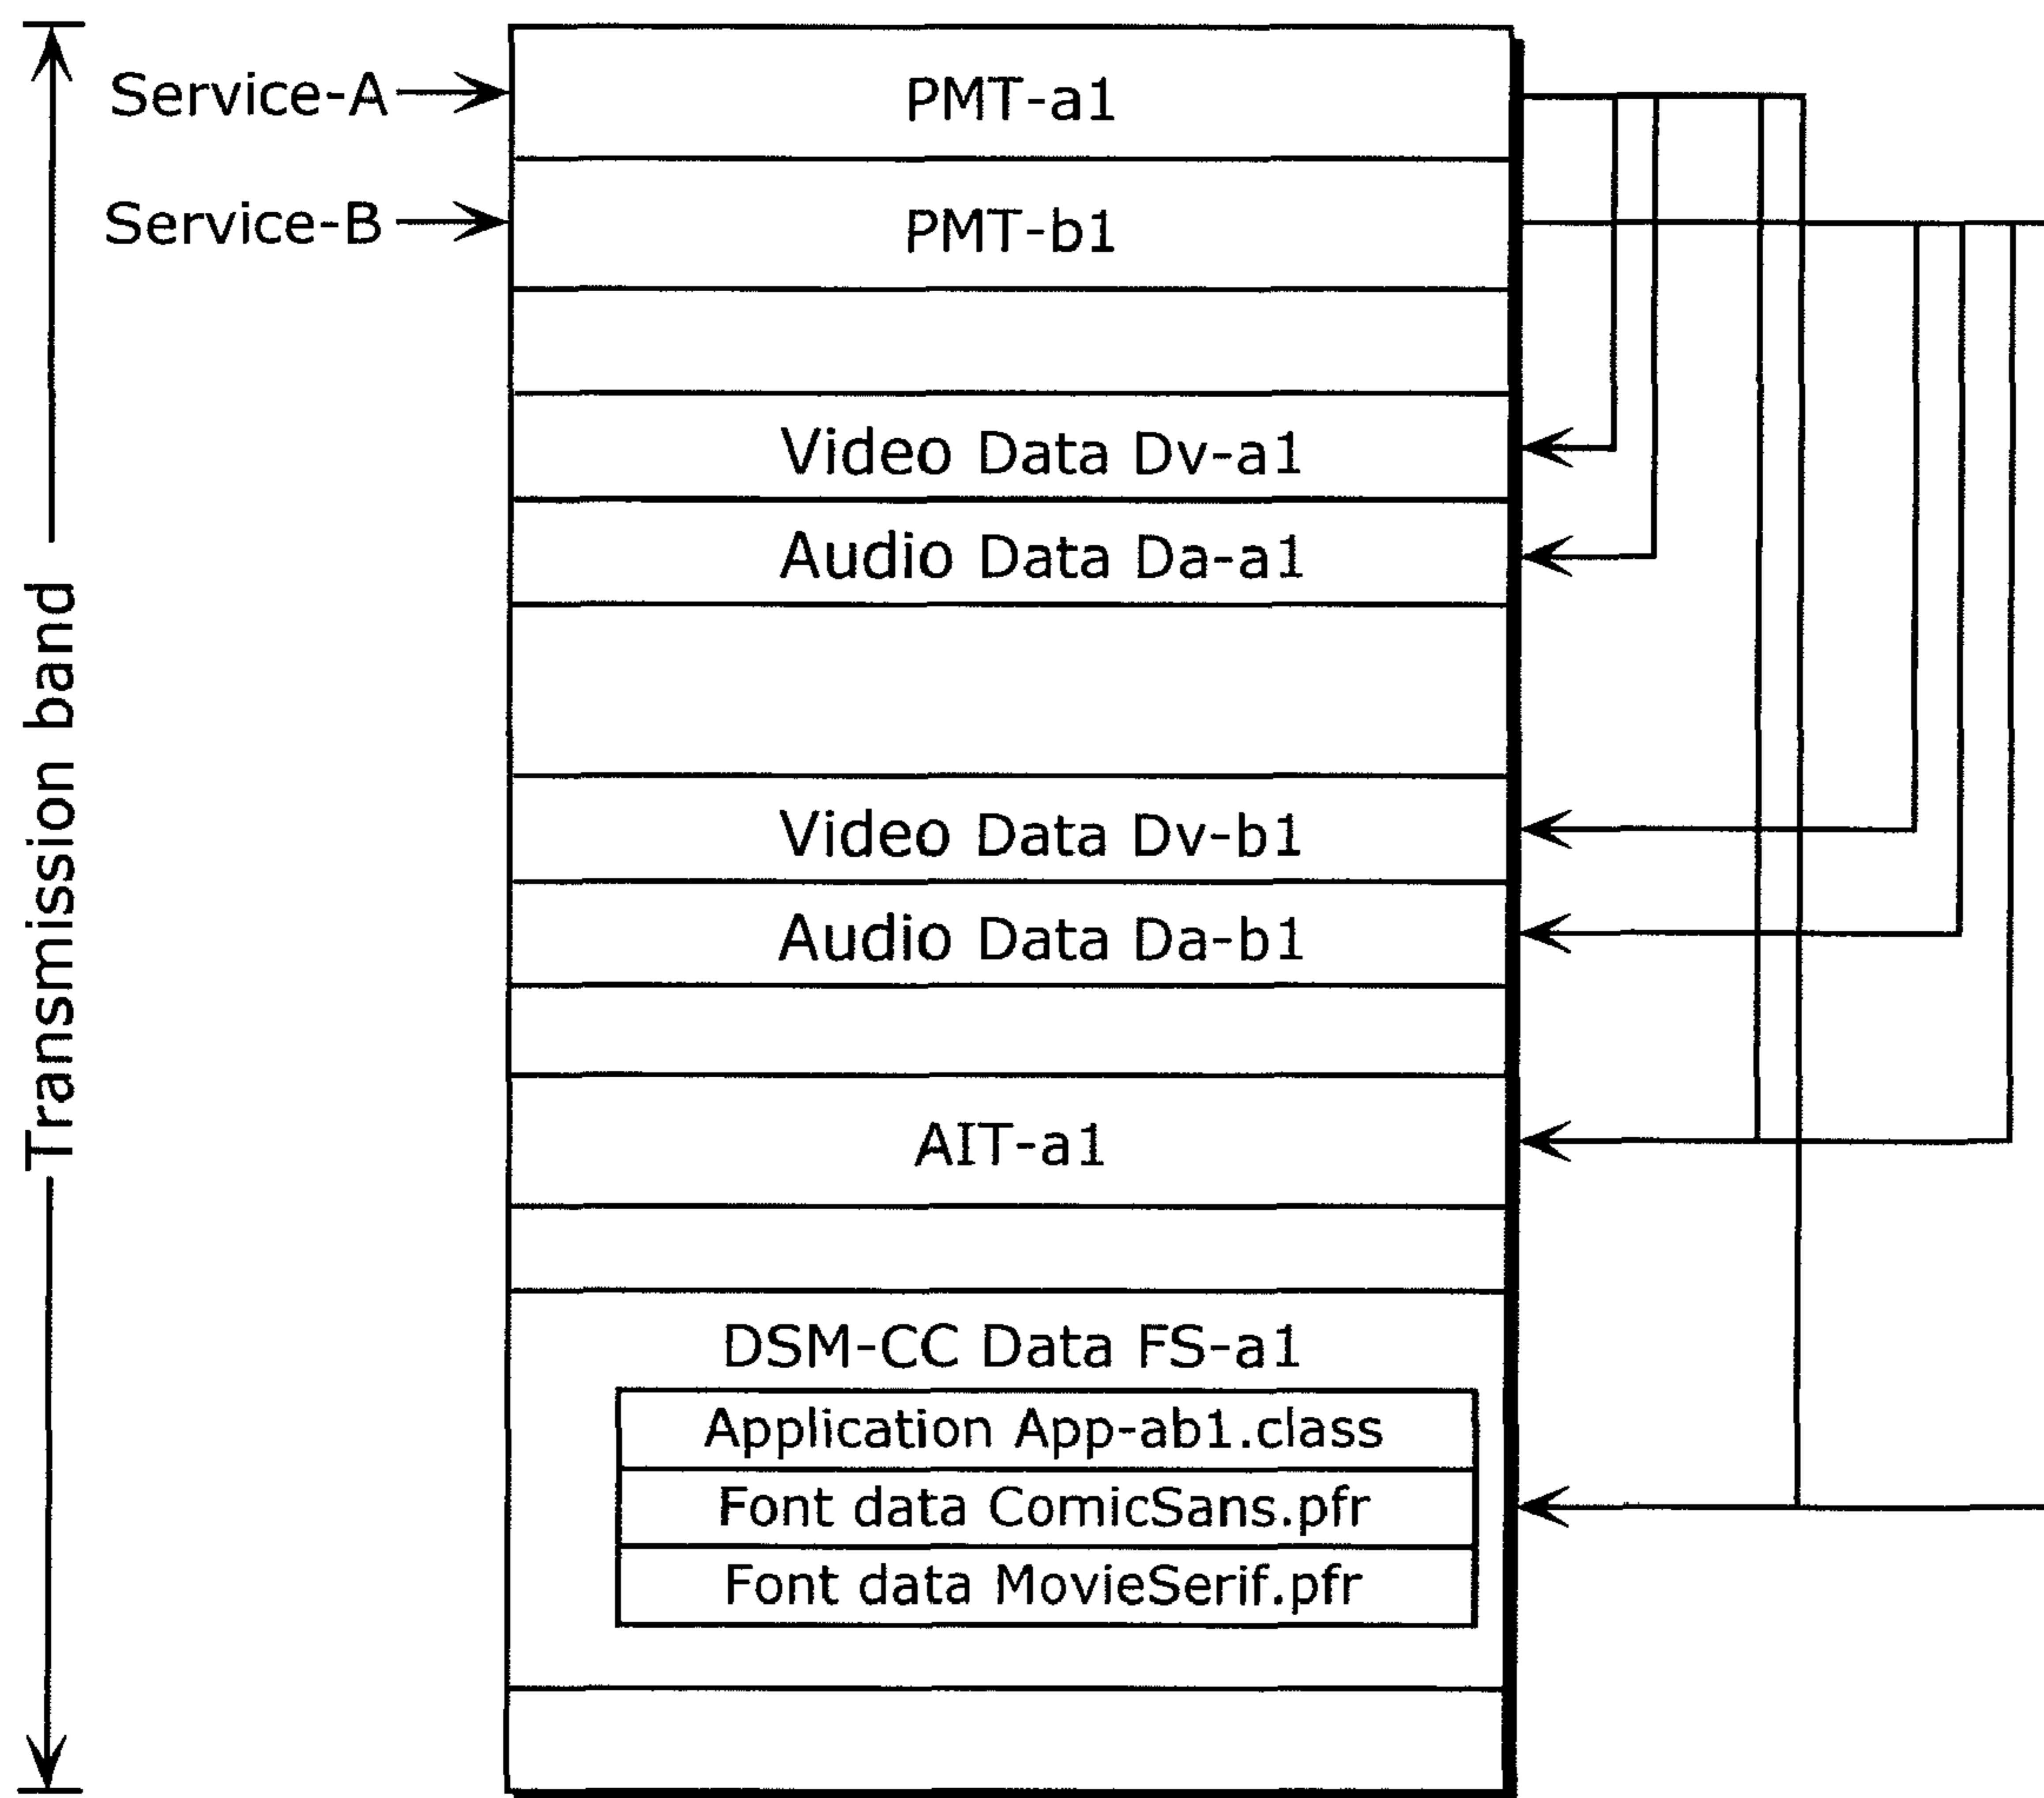 Service-A
PMT-a1
Service-B
PMT-b1
Video Data Dv-a1
Audio Data Da-a1
Transmission band
Video Data Dv-b1
Audio Data Da-b1
AIT-a1
DSM-CC Data FS-a1
Application App-ab1.class
Font data ComicSans.pfr
Font data MovieSerif.pfr